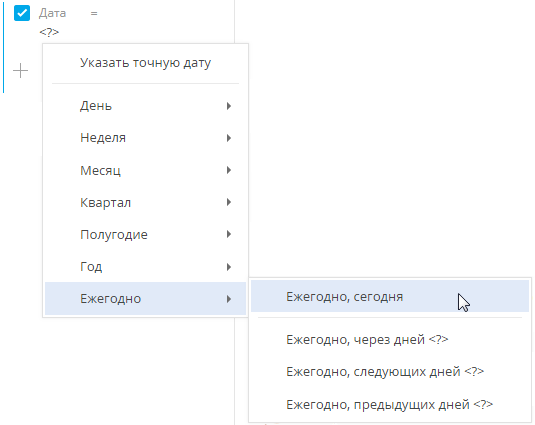 Дата =
<?>
Указать точную дату
День
Неделя
Месяц
Квартал
Полугодие
Год
Ежегодно
Ежегодно, сегодня
Ежегодно, через дней <?>
Ежегодно, следующих дней <?>
Ежегодно, предыдущих дней <?>